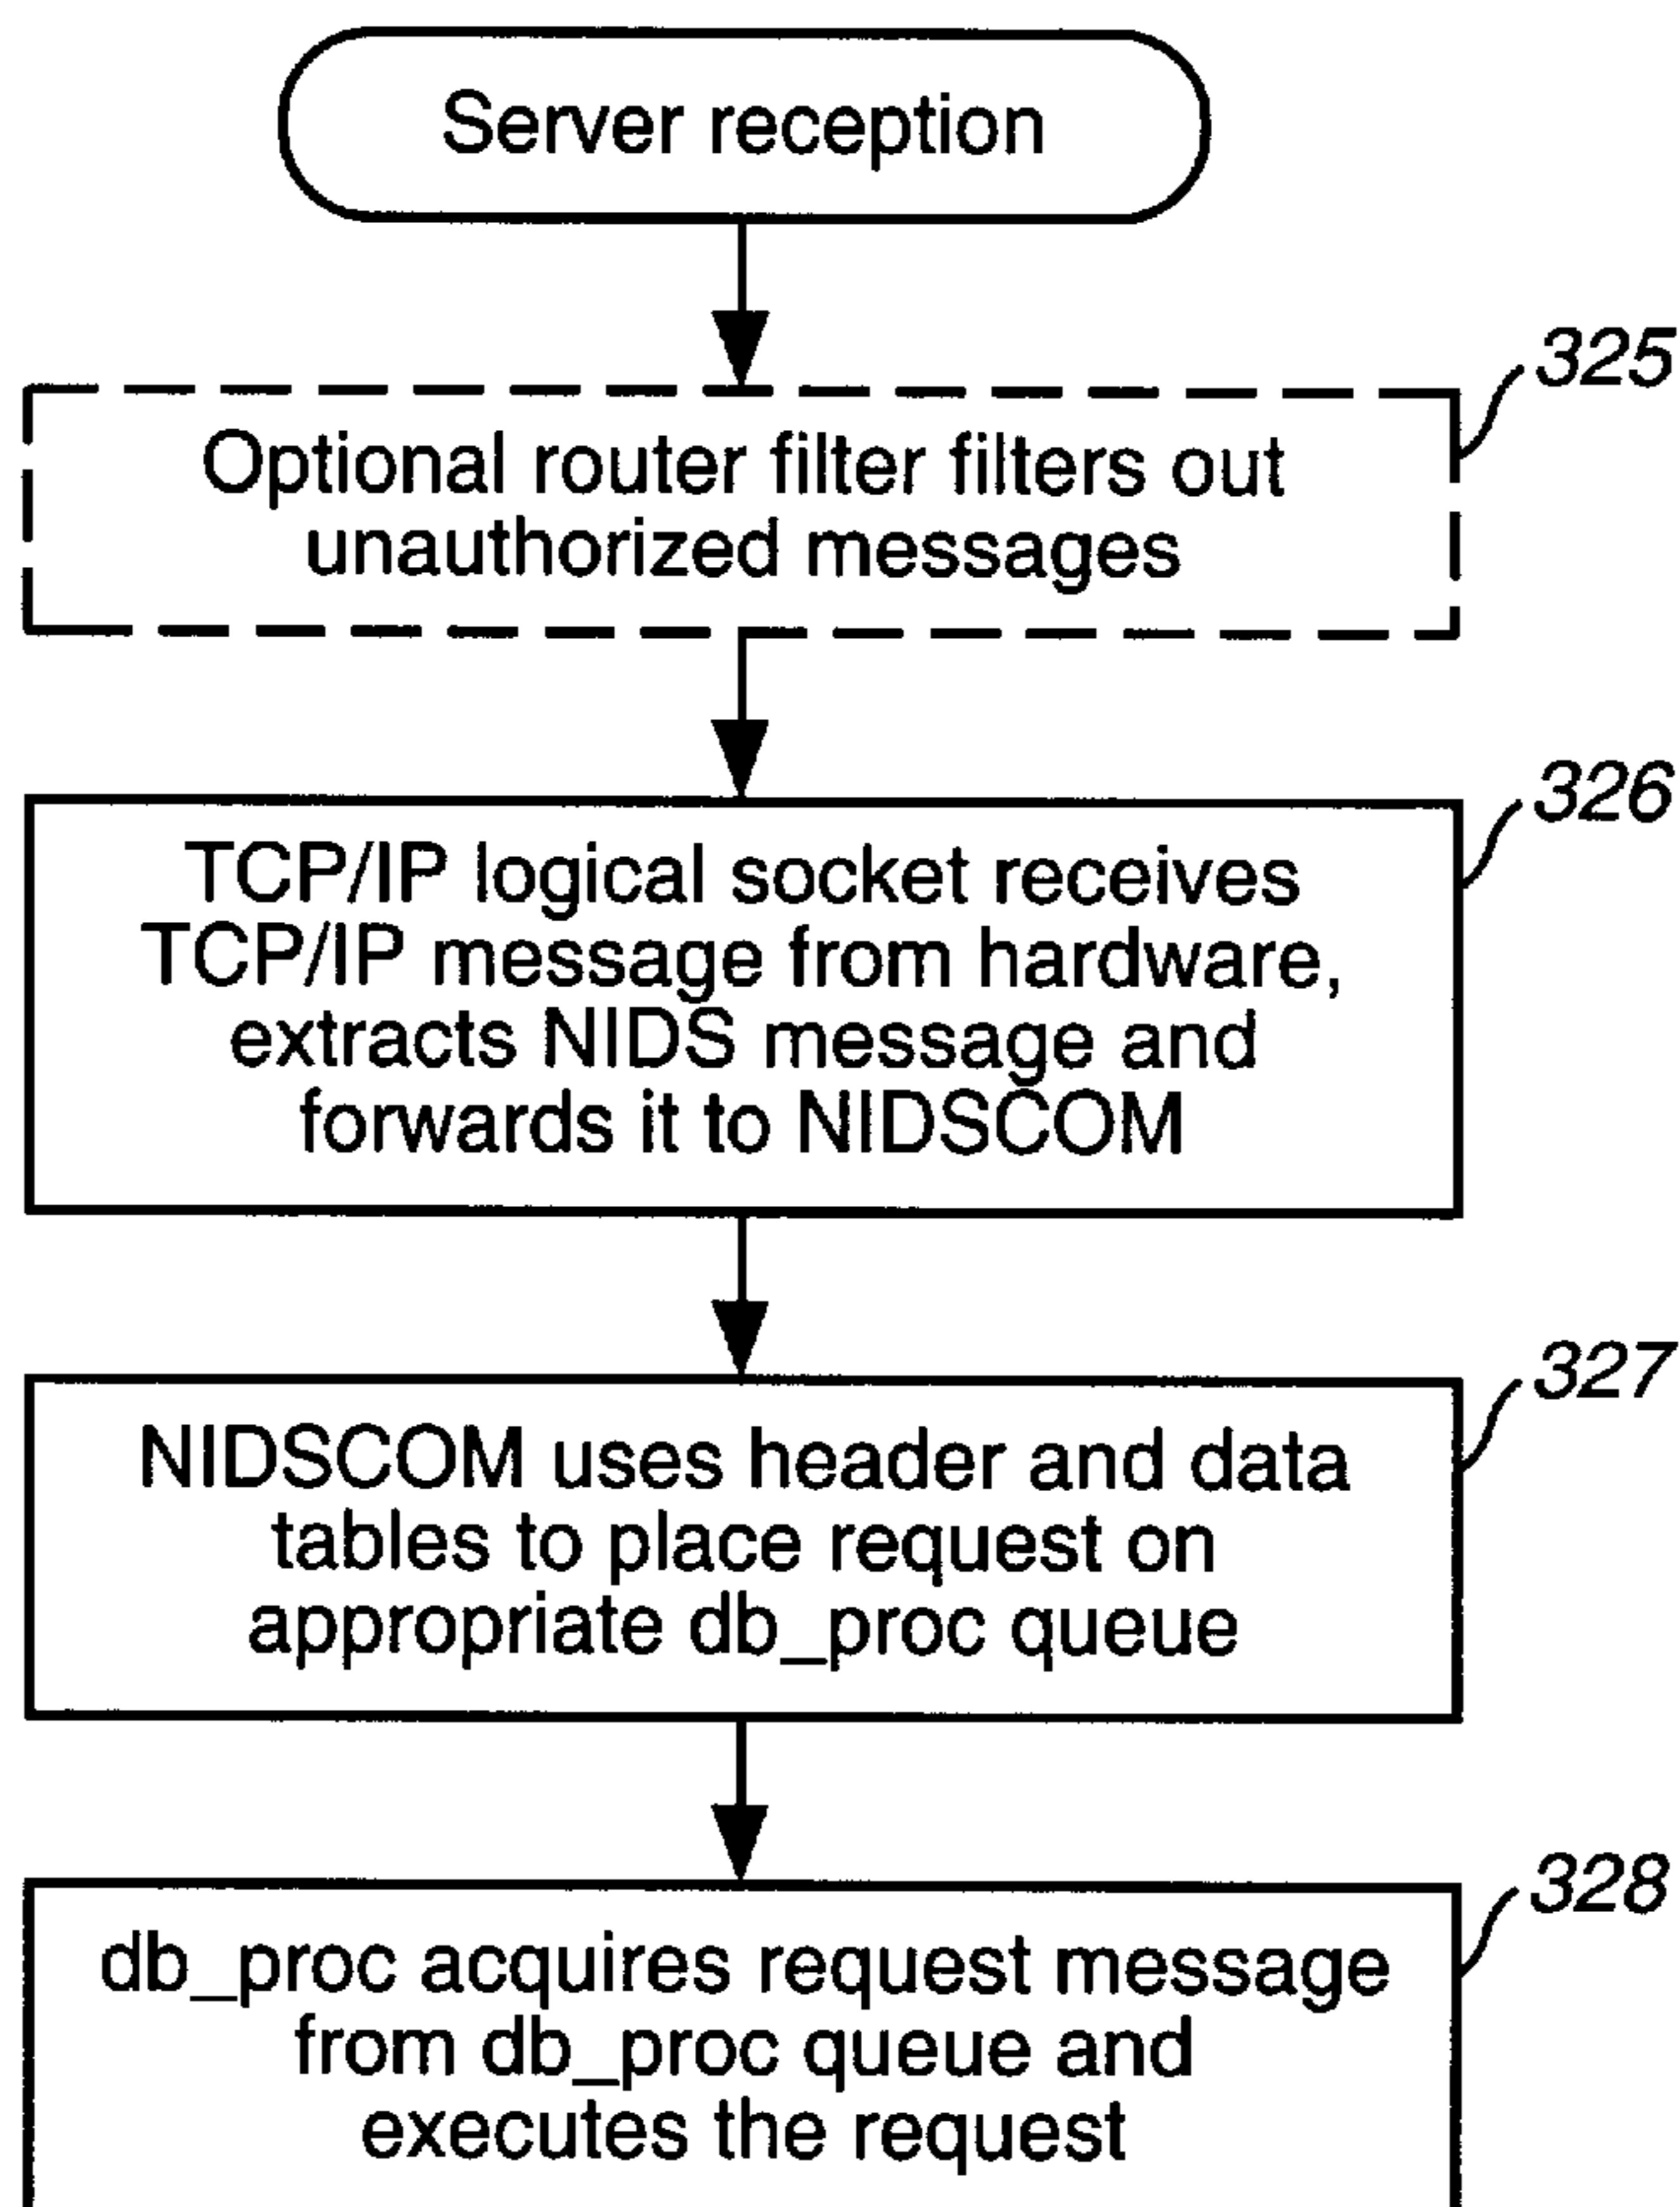 Server reception
325
Optional router filter filters out
unauthorized messages
326
TCP/IP logical socket receives
TCP/IP message from hardware,
extracts NIDS message and
forwards it to NIDSCOM
327
NIDSCOM uses header and data
tables to place request on
appropriate db_proc queue
328
db_proc acquires request message
from db_proc queue and
executes the request